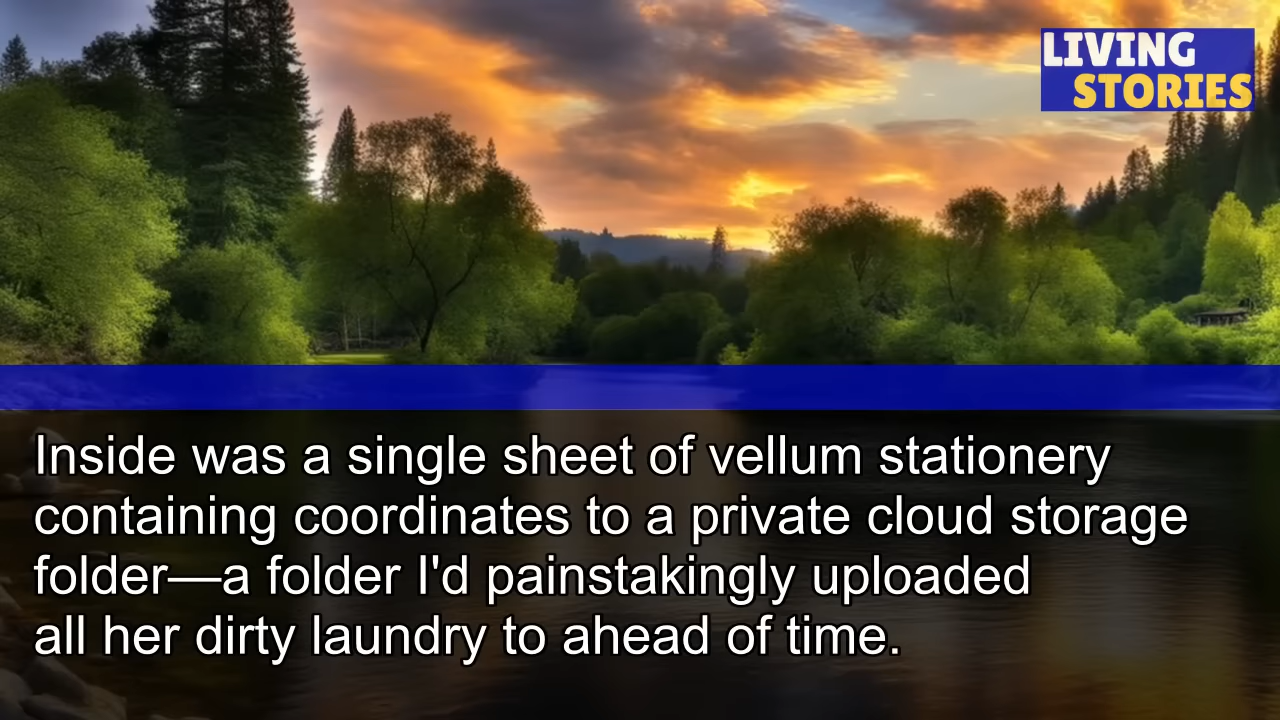 LIVING
STORIES
Inside was a single sheet of vellum stationery
containing coordinates to a private cloud storage
folder—a folder I'd painstakingly uploaded
all her dirty laundry to ahead of time.